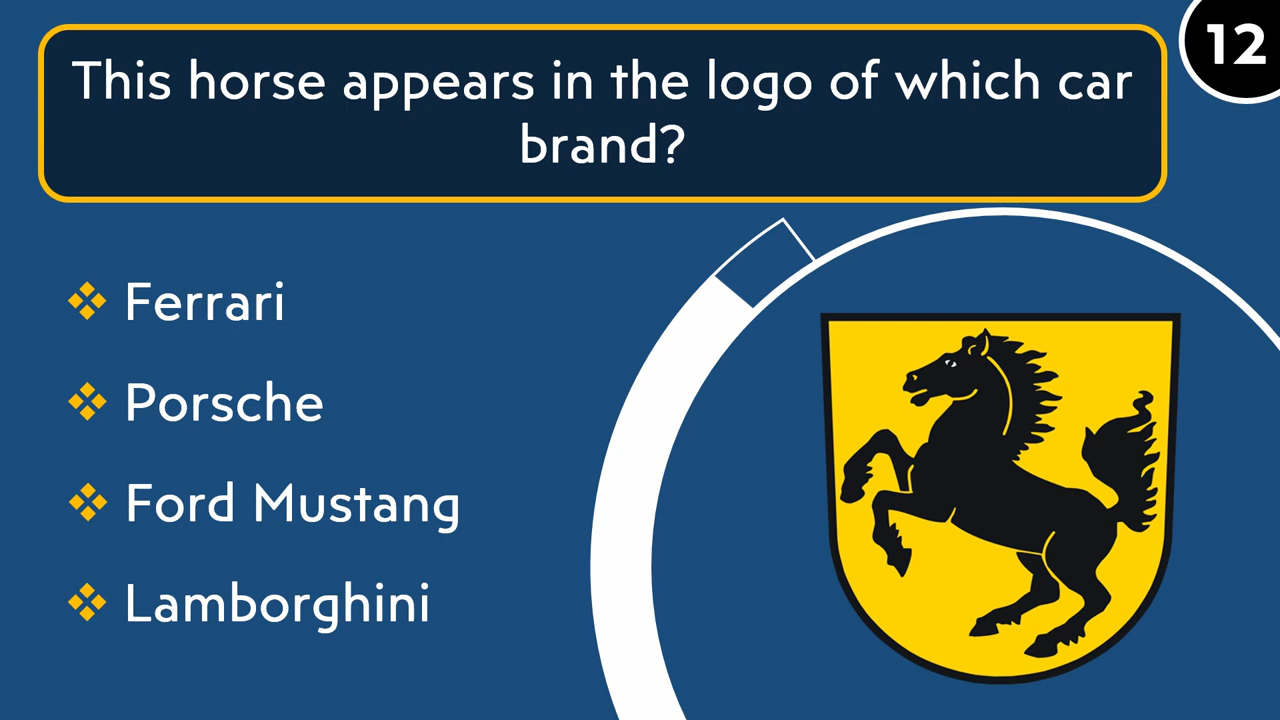 12
This horse appears in the logo of which car
brand?
Ferrari
Porsche
Ford Mustang
Lamborghini